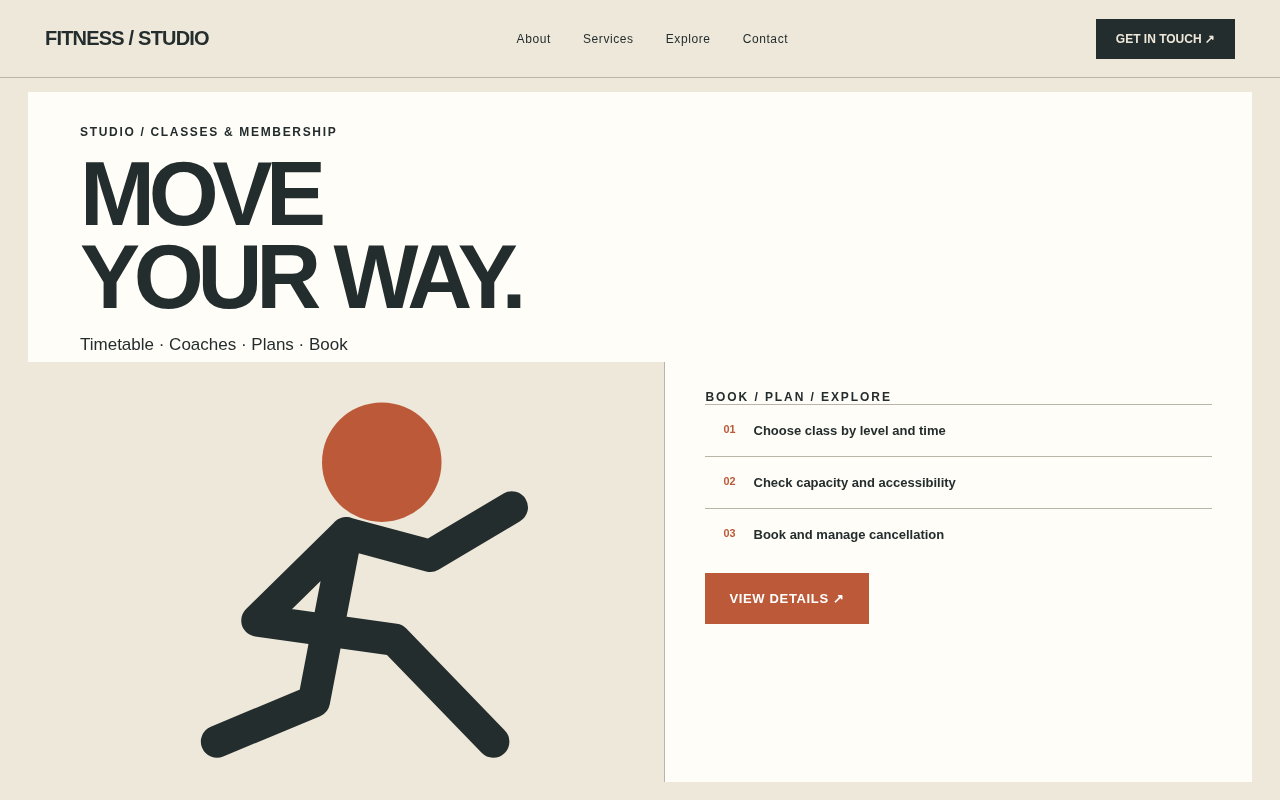 FITNESS / STUDIO
About
Services
Explore
Contact
GET IN TOUCH ↗
STUDIO / CLASSES & MEMBERSHIP
MOVE
YOUR WAY.
Timetable · Coaches · Plans · Book
BOOK / PLAN / EXPLORE
01 Choose class by level and time
02 Check capacity and accessibility
03 Book and manage cancellation
VIEW DETAILS ↗